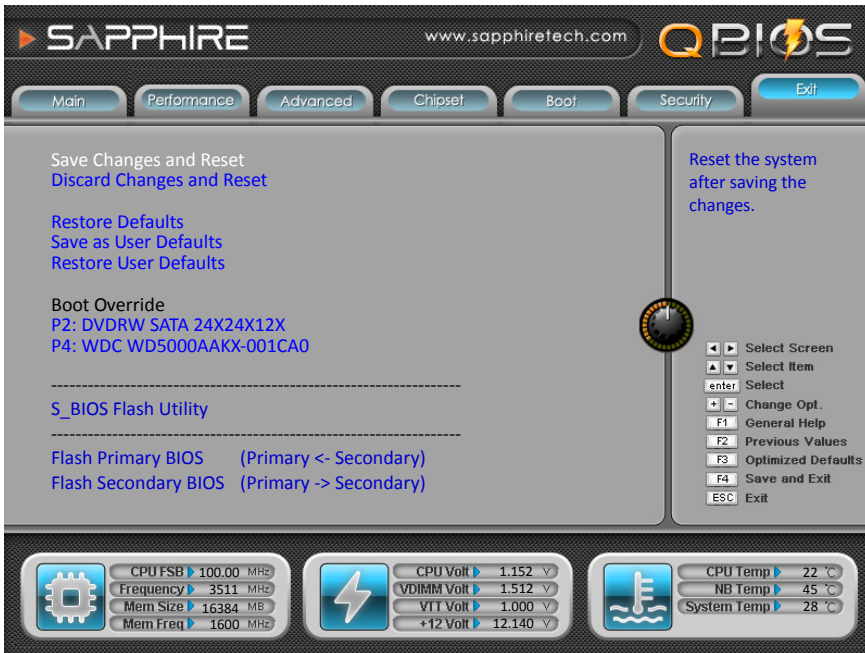 SAPPHIRE
www.sapphiretech.com
QBIOS
Main Performance Advanced Chipset Boot Security Exit
Save Changes and Reset
Discard Changes and Reset
Restore Defaults
Save as User Defaults
Restore User Defaults
Boot Override
P2: DVDRW SATA 24X24X12X
P4: WDC WD5000AAKX-001CA0
------------------------------------------------------------------
S_BIOS Flash Utility
------------------------------------------------------------------
Flash Primary BIOS (Primary <- Secondary)
Flash Secondary BIOS (Primary -> Secondary)
Reset the system
after saving the
changes.
Select Screen
Select Item
enter Select
+ - Change Opt.
F1 General Help
F2 Previous Values
F3 Optimized Defaults
F4 Save and Exit
ESC Exit
CPU FSB 100.00 MHz
Frequency 3511 MHz
Mem Size 16384 MB
Mem Freq 1600 MHz
CPU Volt 1.152 V
VDIMM Volt 1.512 V
VTT Volt 1.000 V
+12 Volt 12.140 V
CPU Temp 22 °C
NB Temp 45 °C
System Temp 28 °C